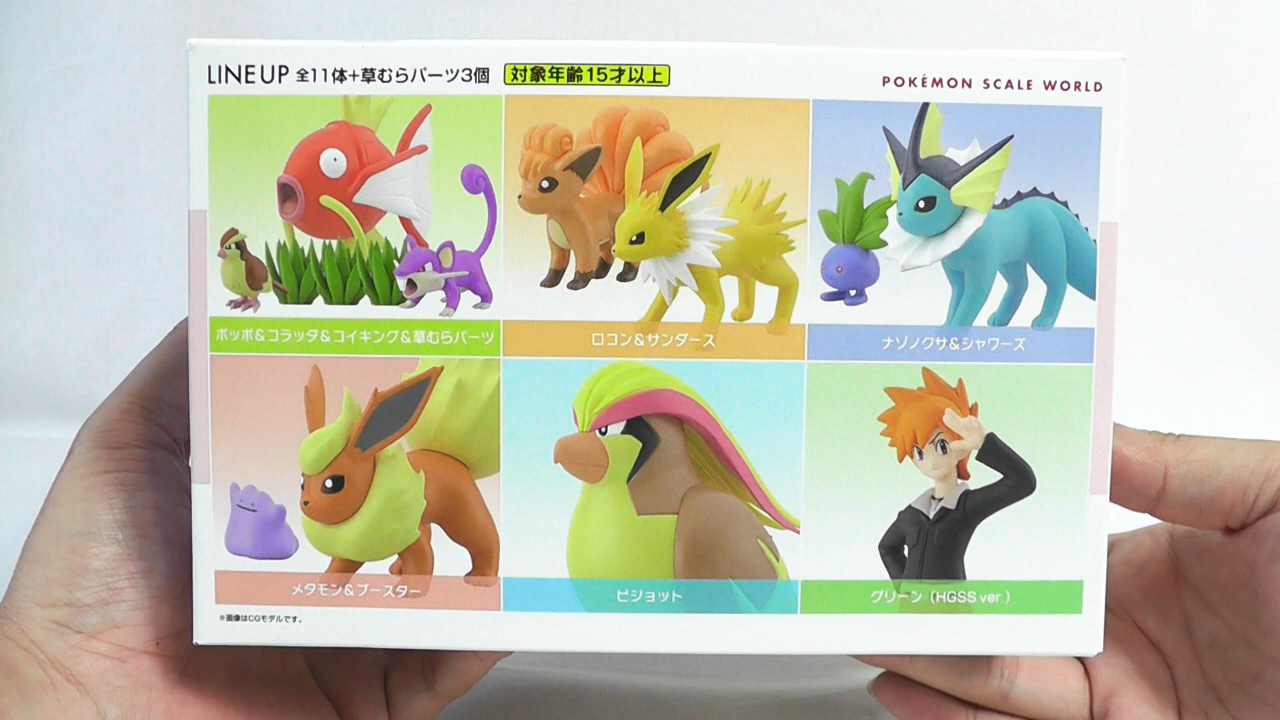 LINEUP 全11体+草むらパーツ3個 対象年齢15才以上
POKÉMON SCALE WORLD
ポッポ&コラッタ&コイキング&草むらパーツ
ロコン&サンダース
ナゾノクサ&シャワーズ
メタモン&ブースター
ピジョット
グリーン（HGSS ver.）
※画像はCGモデルです。